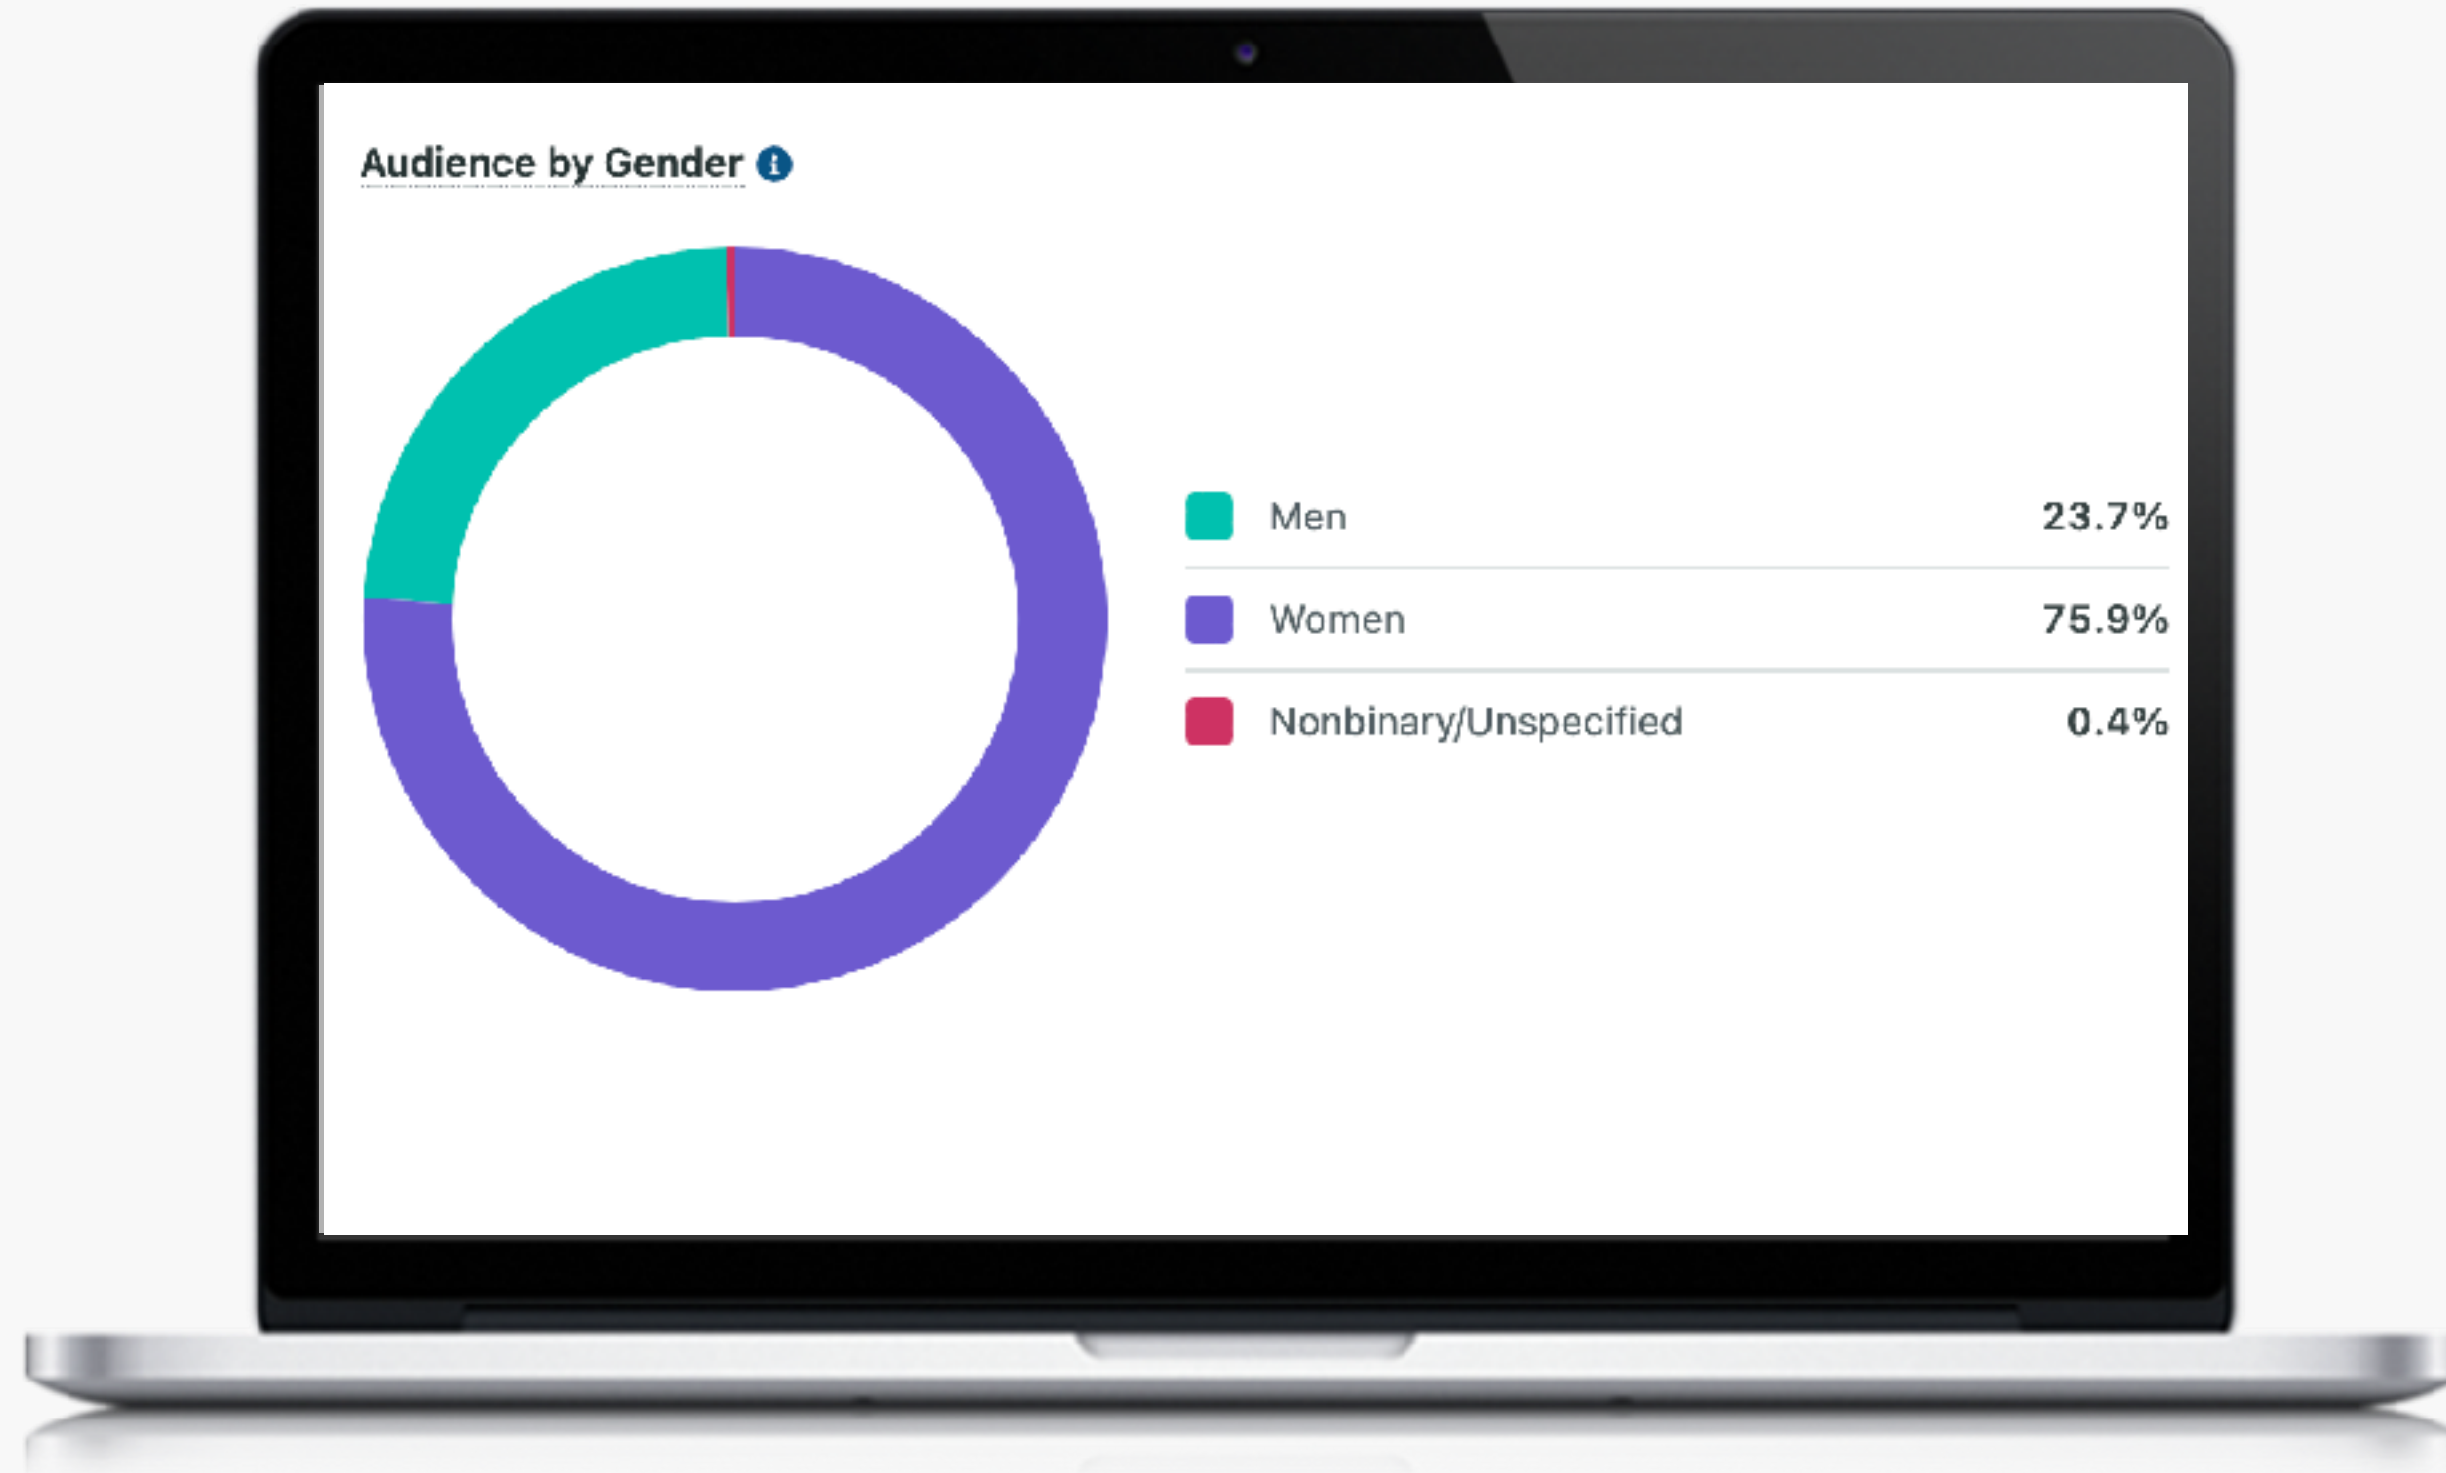 Audience by Gender
Men 23.7%
Women 75.9%
Nonbinary/Unspecified 0.4%